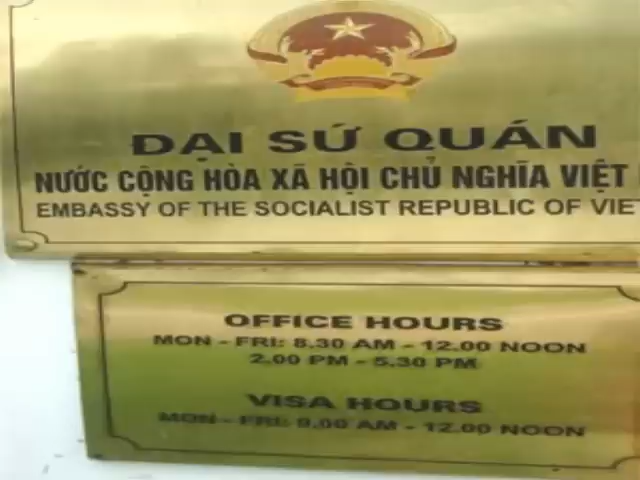 ĐẠI SỨ QUÁN
NƯỚC CỘNG HÒA XÃ HỘI CHỦ NGHĨA VIỆT
EMBASSY OF THE SOCIALIST REPUBLIC OF VIET
OFFICE HOURS
MON - FRI: 8.30 AM - 12.00 NOON
2.00 PM - 5.30 PM
VISA HOURS
MON - FRI: 9.00 AM - 12.00 NOON